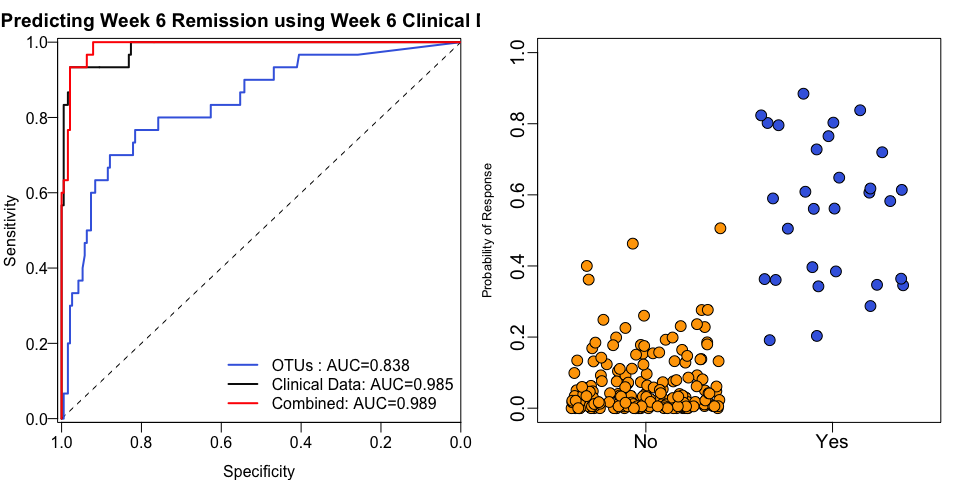 Predicting Week 6 Remission using Week 6 Clinical
Sensitivity
1.0
0.8
0.6
0.4
0.2
0.0
OTUs : AUC=0.838
Clinical Data: AUC=0.985
Combined: AUC=0.989
1.0 0.8 0.6 0.4 0.2 0.0
Specificity
Probability of Response
1.0
0.8
0.6
0.4
0.2
0.0
No Yes